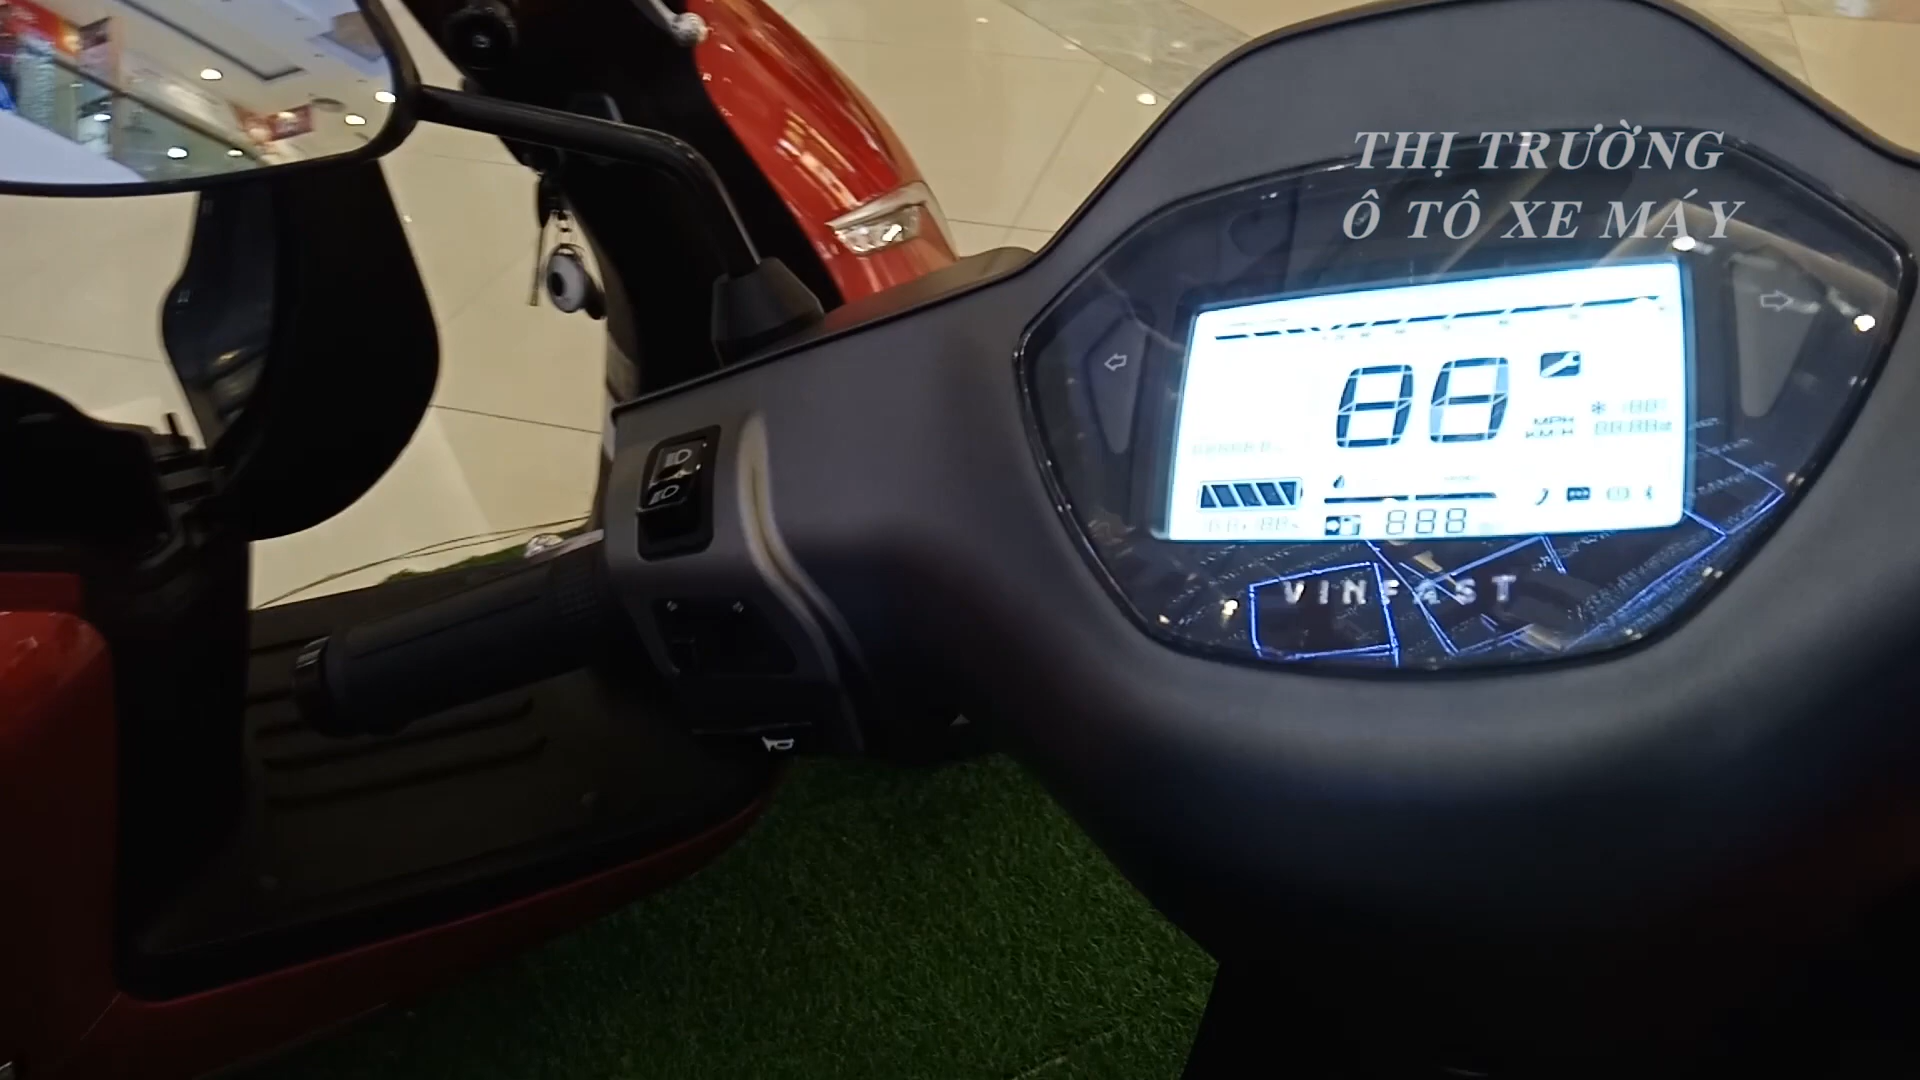 THỊ TRƯỜNG
Ô TÔ XE MÁY
88
MPH
KM/H
888
VINFAST